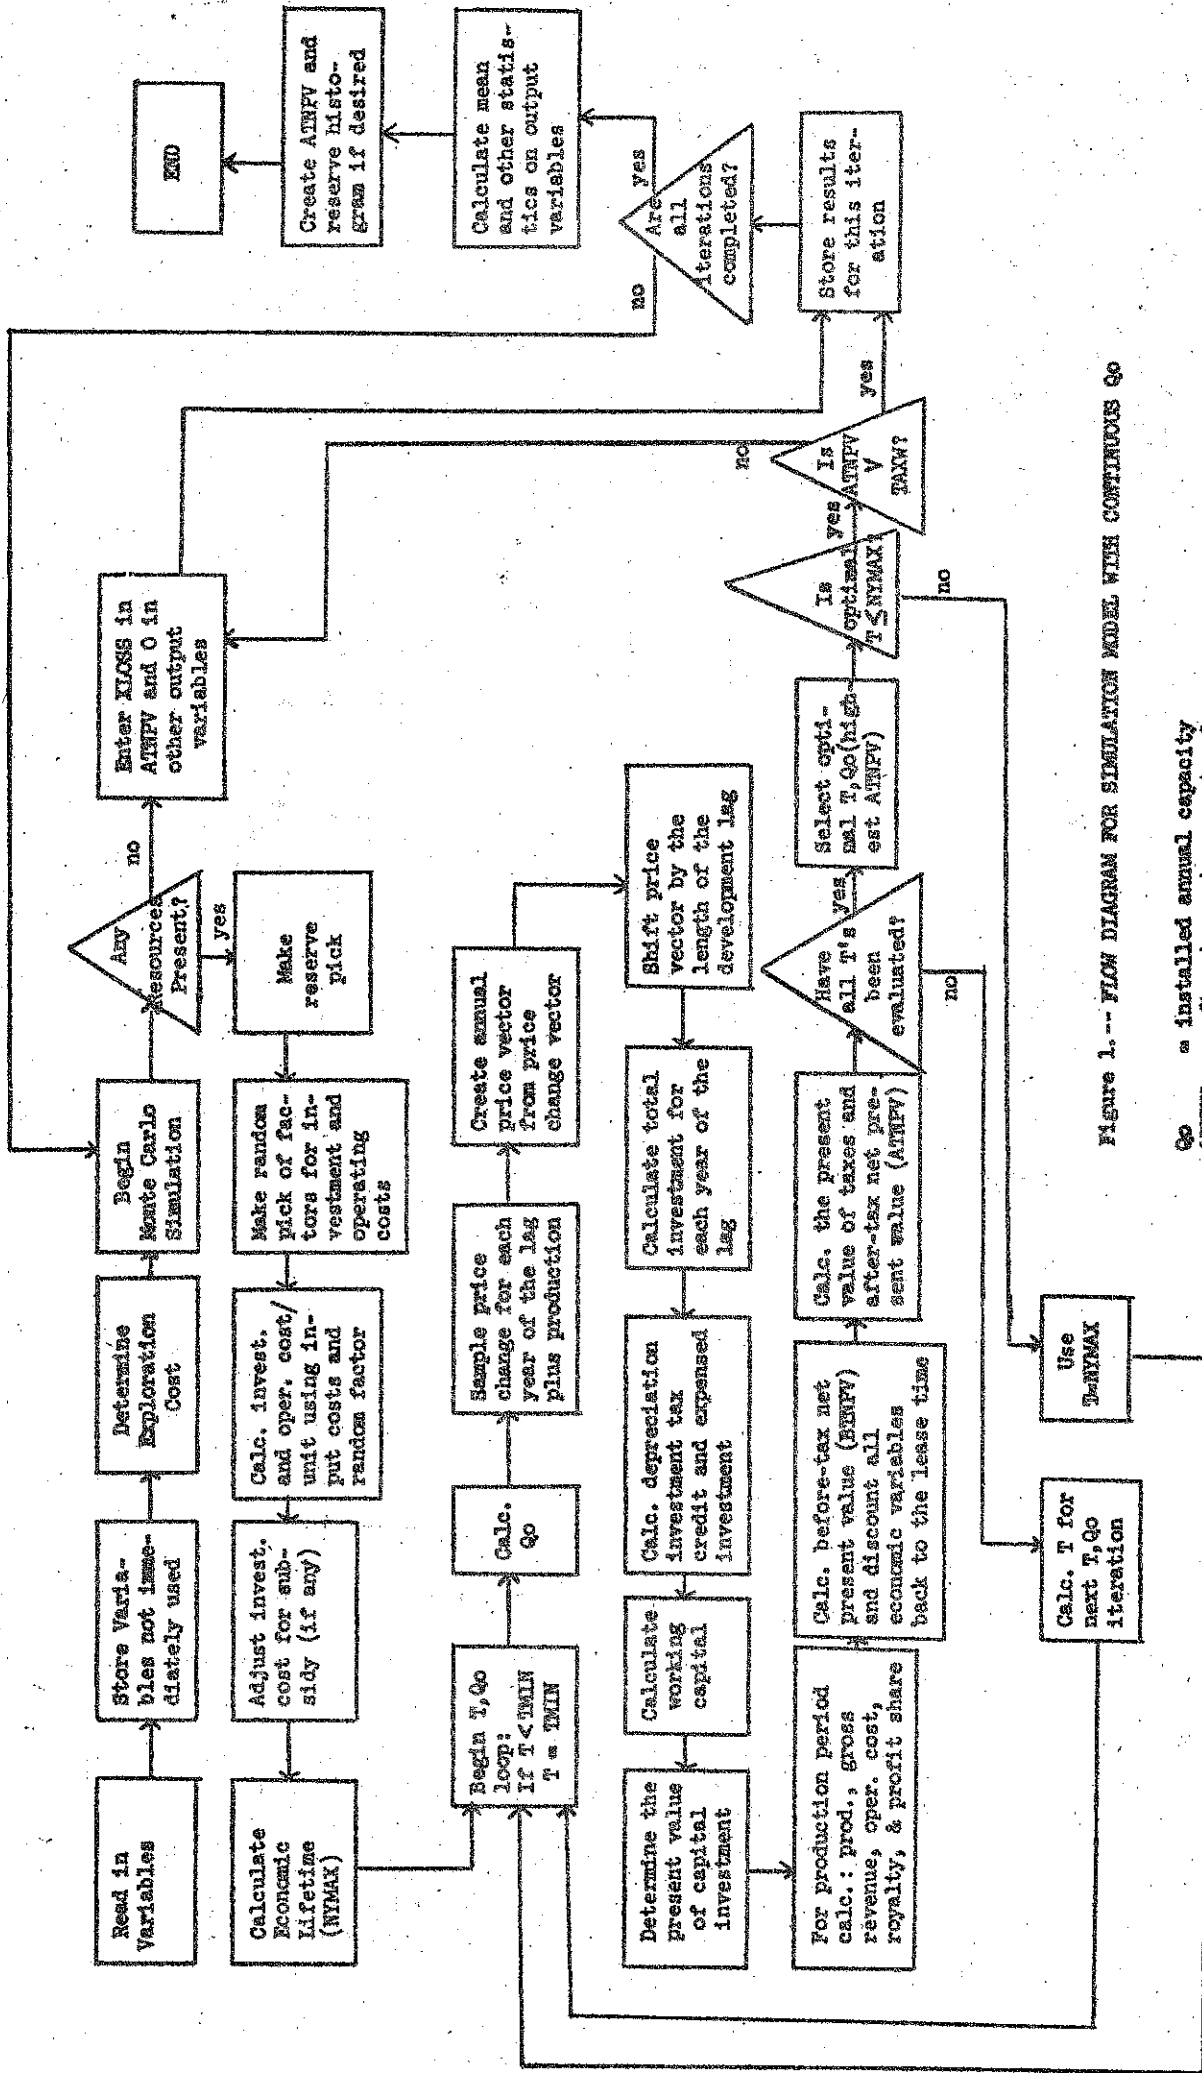 Read in
Variables
Store Varia-
bles not imme-
diately used
Determine
Exploration
Cost
Begin
Monte Carlo
Simulation
Any
Resources
Present?
no
yes
Enter XLOSS in
ATNPV and 0 in
other output
variables
Create ATNPV and
reserve histo-
gram if desired
END
Calculate
Economic
Lifetime
(NYMAX)
Adjust invest.
cost for sub-
sidy (if any)
Calc. invest.
and oper. cost/
unit using in-
put costs and
random factor
Make random
pick of fac-
tors for in-
vestment and
operating
costs
Make
reserve
pick
Calculate mean
and other statis-
tics on output
variables
Begin T,Qo
loop:
If T < TMIN
T = TMIN
Calc.
Qo
Sample price
change for each
year of the lag
plus production
Create annual
price vector
from price
change vector
Shift price
vector by the
length of the
development lag
Calculate total
investment for
each year of the
lag
Calc. depreciation
investment tax
credit and expensed
investment
Calculate
working
capital
Determine the
present value
of capital
investment
For production period
calc.: prod., gross
revenue, oper. cost,
royalty, & profit share
Calc. before-tax net
present value (BTNPV)
and discount all
economic variables
back to the lease time
Calc. the present
value of taxes and
after-tax net pre-
sent value (ATNPV)
Have
all T's
been
evaluated?
yes
no
Select opti-
mal T,Qo(high-
est ATNPV)
Is
optimal
T≤NYMAX?
yes
no
Is
ATNPV
V
TAXW?
no
yes
Store results
for this iter-
ation
Are
all
iterations
completed?
no
yes
Calc. T for
next T,Qo
iteration
Use
T=NYMAX
Figure 1.-- FLOW DIAGRAM FOR SIMULATION MODEL WITH CONTINUOUS Qo
Qo = installed annual capacity